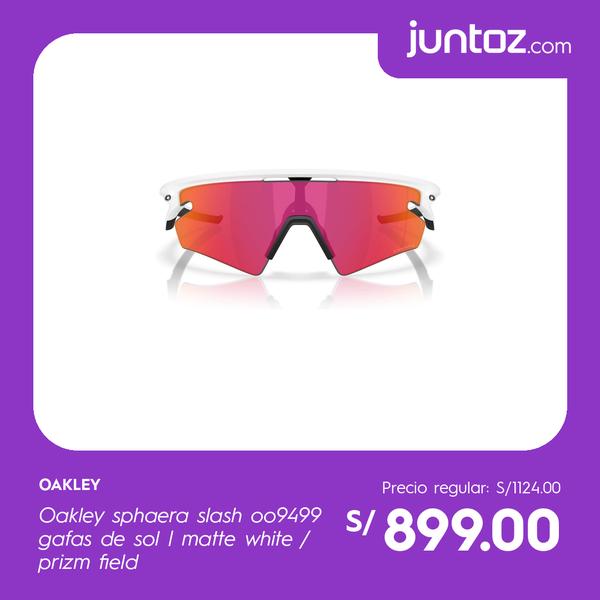 juntoz.com
OAKLEY
Oakley sphaera slash oo9499
gafas de sol | matte white /
prizm field
Precio regular: S/1124.00
S/ 899.00